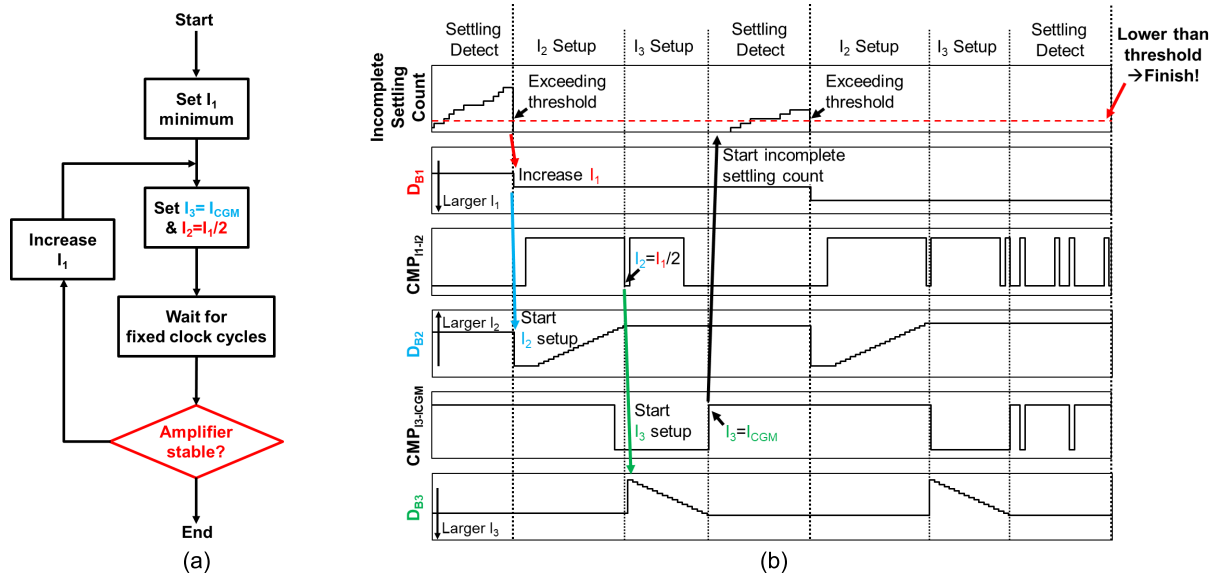 Start
Set I1
minimum
Set I3= ICGM
& I2=I1/2
Increase
I1
Wait for
fixed clock cycles
Amplifier
stable?
End
(a)
Settling
Detect
I2 Setup
I3 Setup
Settling
Detect
I2 Setup
I3 Setup
Settling
Detect
Lower than
threshold
→Finish!
Incomplete
Settling
Count
Exceeding
threshold
Exceeding
threshold
Start incomplete
settling count
DB1
Increase I1
Larger I1
CMPI1-I2
I2=I1/2
DB2
Larger I2
Start
I2 setup
CMPI3-ICGM
Start
I3 setup
I3=ICGM
DB3
Larger I3
(b)